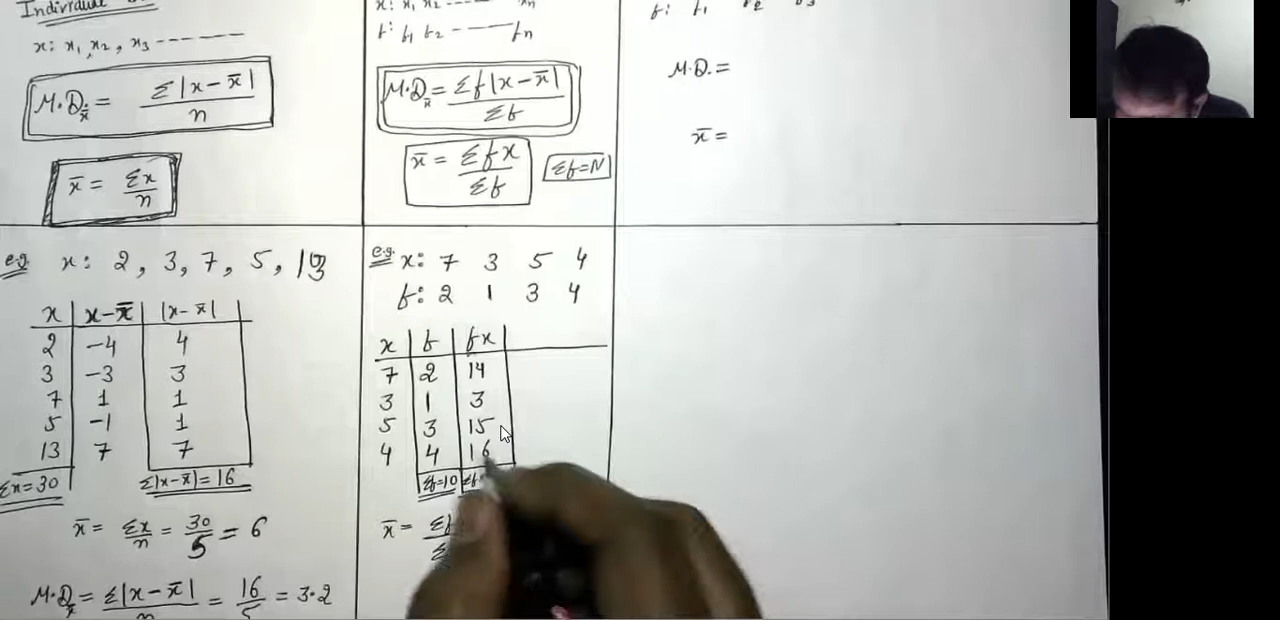 Individual
x: x₁, x₂, x₃ --------
M.D.x̄ = Σ|x-x̄| / n
x̄ = Σx / n
e.g. x: 2, 3, 7, 5, 13
x | x-x̄ | |x-x̄|
2 | -4 | 4
3 | -3 | 3
7 | 1 | 1
5 | -1 | 1
13 | 7 | 7
Σx=30 Σ|x-x̄|=16
x̄ = Σx/n = 30/5 = 6
M.D.x̄ = Σ|x-x̄| / n = 16/5 = 3.2
x: x₁ x₂ ------ xn
f: f₁ f₂ ------ fn
M.D.x̄ = Σf|x-x̄| / Σf
x̄ = Σfx / Σf Σf=N
e.g. x: 7 3 5 4
f: 2 1 3 4
x | f | fx
7 | 2 | 14
3 | 1 | 3
5 | 3 | 15
4 | 4 | 16
Σf=10
x̄ =
f: f₁
M.D. =
x̄ =